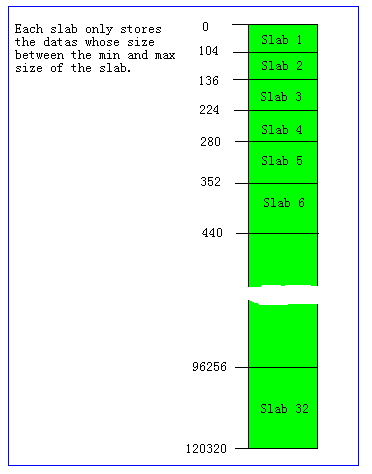 Each slab only stores
the datas whose size
between the min and max
size of the slab.
0
Slab 1
104
Slab 2
136
Slab 3
224
Slab 4
280
Slab 5
352
Slab 6
440
96256
Slab 32
120320